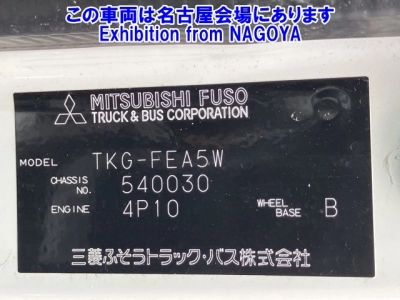 この車両は名古屋会場にあります
Exhibition from NAGOYA
MITSUBISHI FUSO
TRUCK & BUS CORPORATION
MODEL TKG-FEA5W
CHASSIS NO. 540030
ENGINE 4P10 WHEEL BASE B
三菱ふそうトラック・バス株式会社